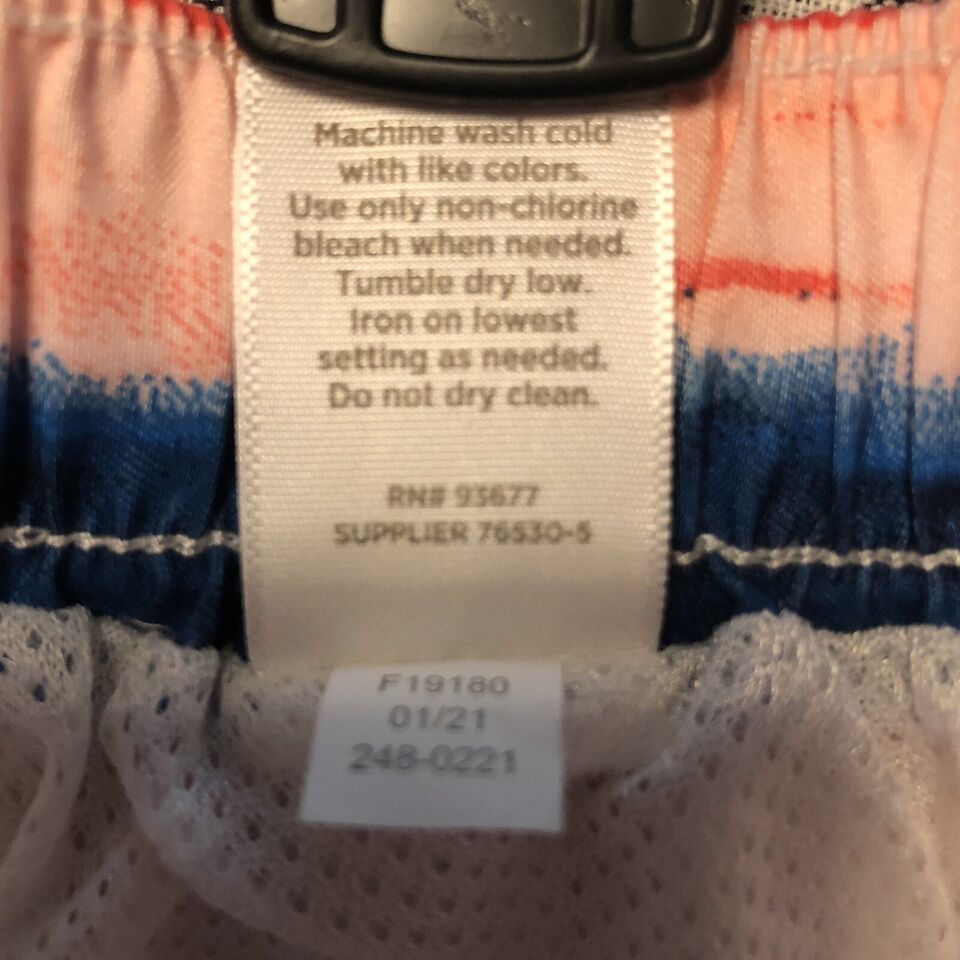 Machine wash cold
with like colors.
Use only non-chlorine
bleach when needed.
Tumble dry low.
Iron on lowest
setting as needed.
Do not dry clean.
RN# 93677
SUPPLIER 76530-5
F19180
01/21
248-0221